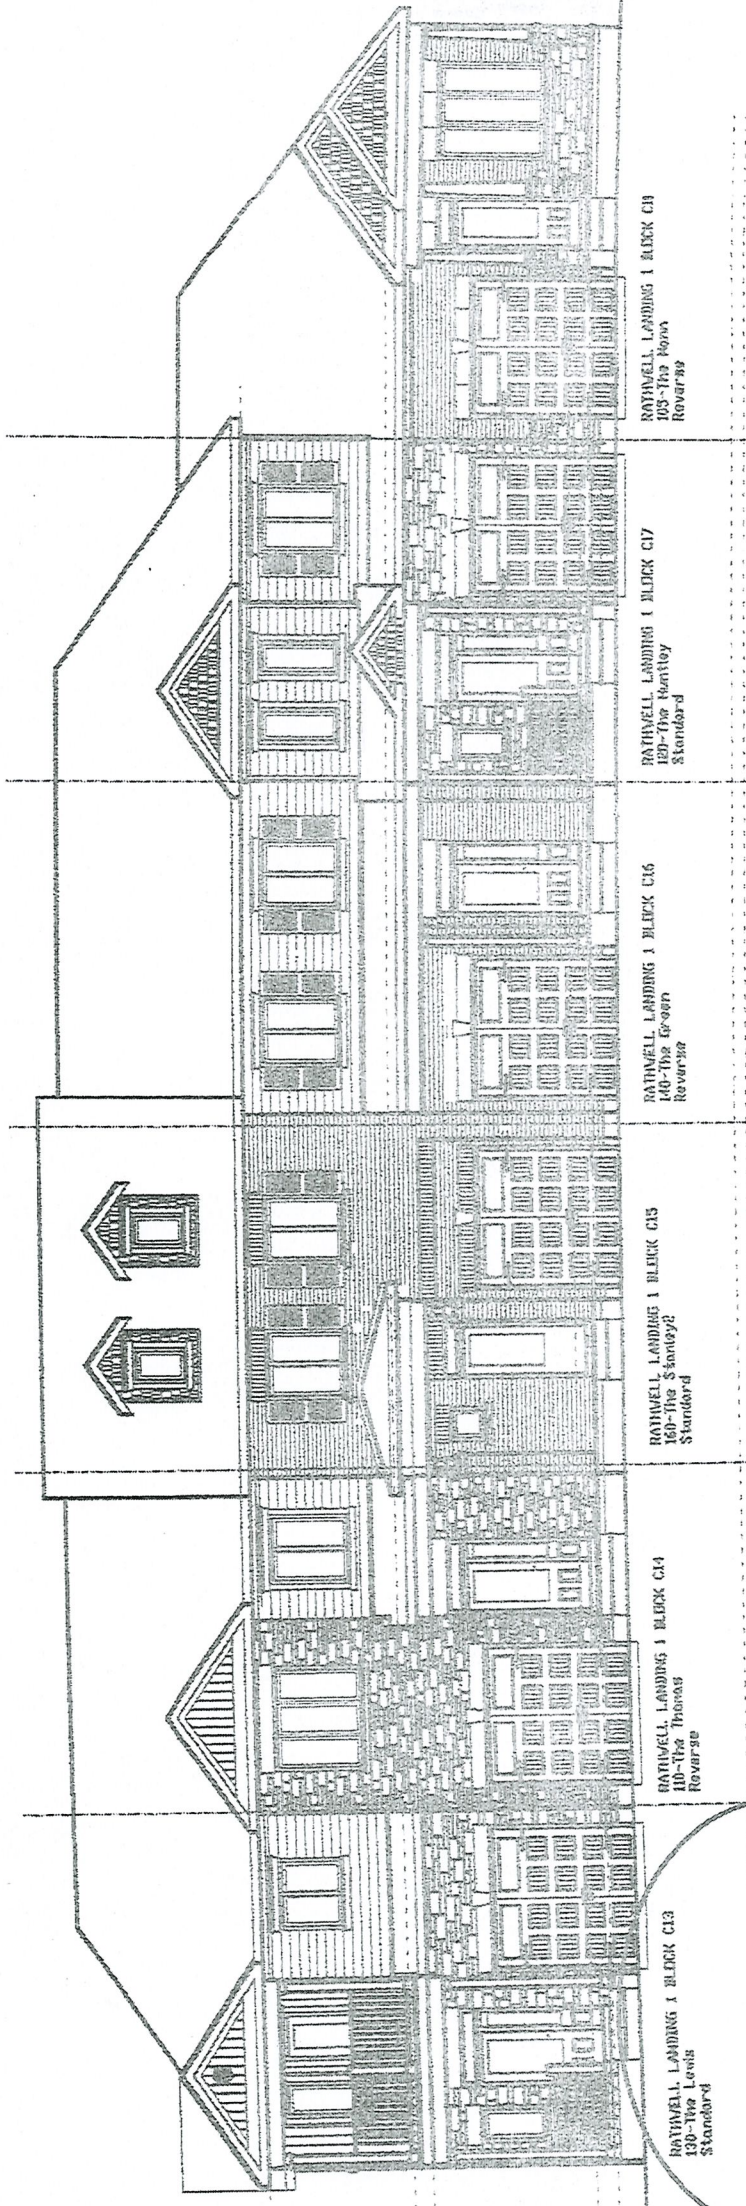 RATHWELL LANDING 1 BLOCK C13
130-The Lewis
Standard
RATHWELL LANDING 1 BLOCK C14
110-The Thomas
Reverse
RATHWELL LANDING 1 BLOCK C15
160-The Stanley2
Standard
RATHWELL LANDING 1 BLOCK C16
140-The Green
Reverse
RATHWELL LANDING 1 BLOCK C17
120-The Huntley
Standard
RATHWELL LANDING 1 BLOCK C18
105-The
Reverse